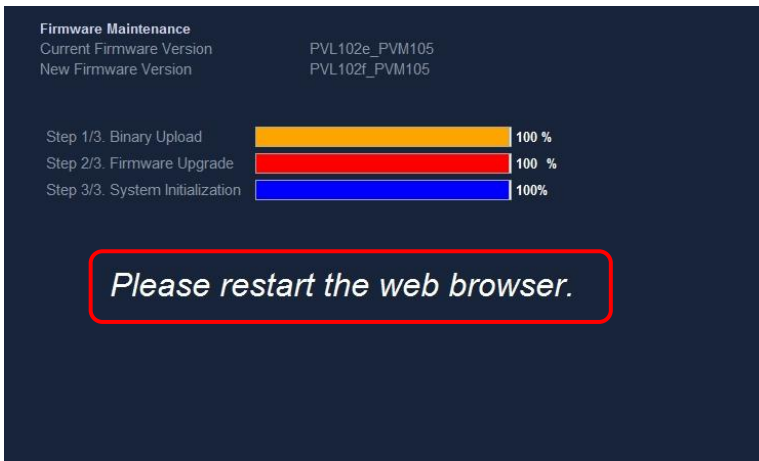 Firmware Maintenance
Current Firmware Version PVL102e_PVM105
New Firmware Version PVL102f_PVM105
Step 1/3. Binary Upload 100 %
Step 2/3. Firmware Upgrade 100 %
Step 3/3. System Initialization 100%
Please restart the web browser.